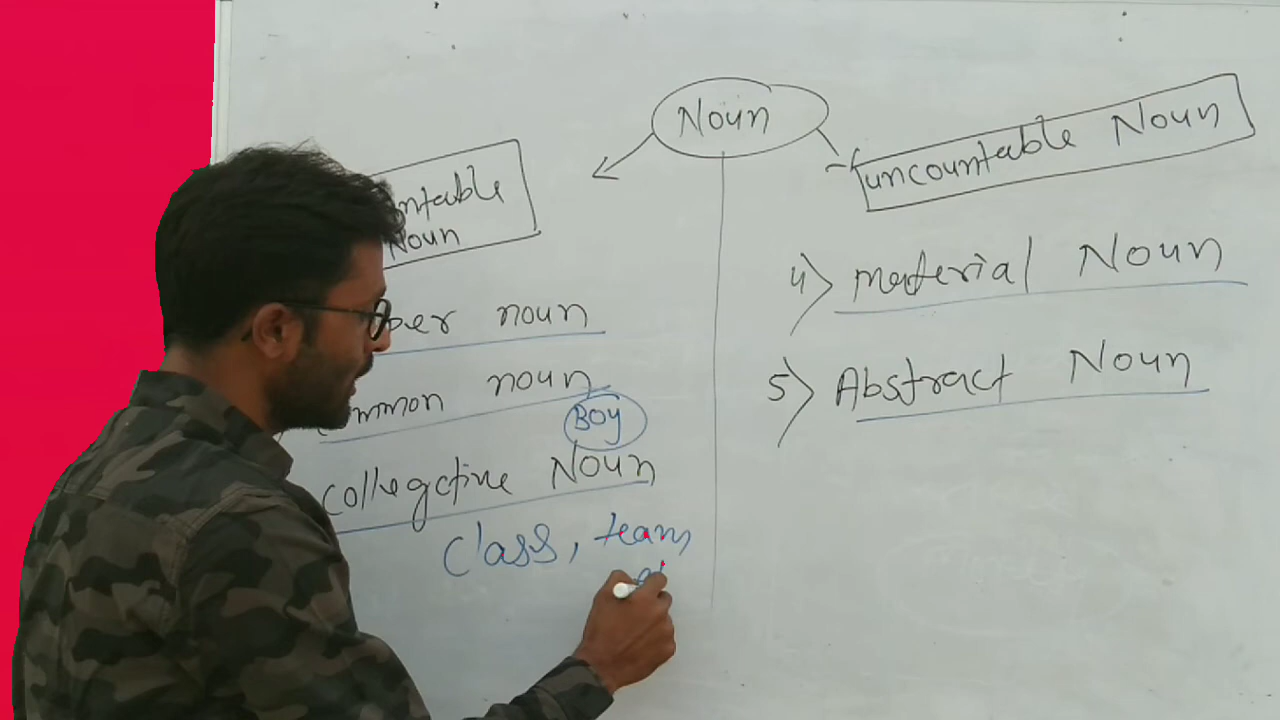 Noun
uncountable Noun
ntable
Noun
per noun
mmon noun
Boy
collegctive Noun
class, team,
4) material Noun
5) Abstract Noun